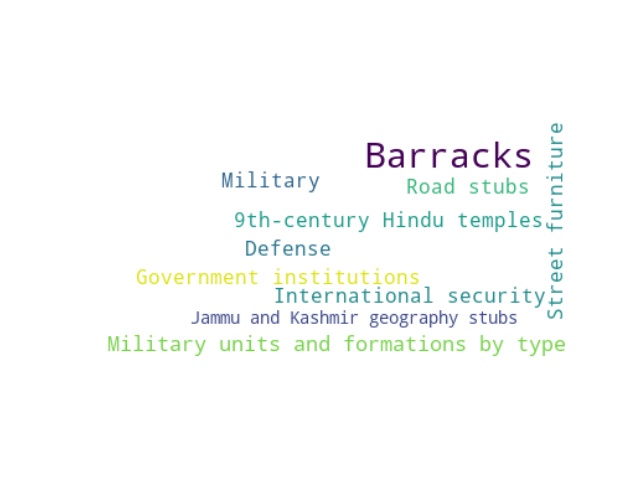 Barracks
Military
Road stubs
9th-century Hindu temples
Defense
Government institutions
International security
Jammu and Kashmir geography stubs
Military units and formations by type
Street furniture